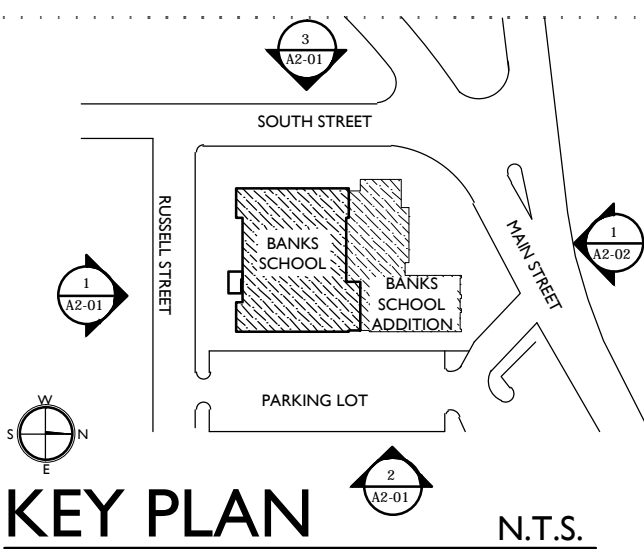 3
A2-01
SOUTH STREET
RUSSELL STREET
BANKS
SCHOOL
MAIN STREET
1
A2-02
1
A2-01
BANKS
SCHOOL
ADDITION
PARKING LOT
W
S
N
E
2
A2-01
KEY PLAN
N.T.S.